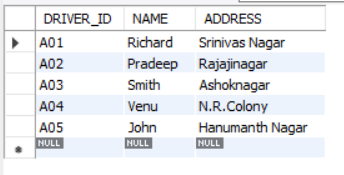 DRIVER_ID NAME ADDRESS
A01 Richard Srinivas Nagar
A02 Pradeep Rajajinagar
A03 Smith Ashoknagar
A04 Venu N.R.Colony
A05 John Hanumanth Nagar
NULL NULL NULL